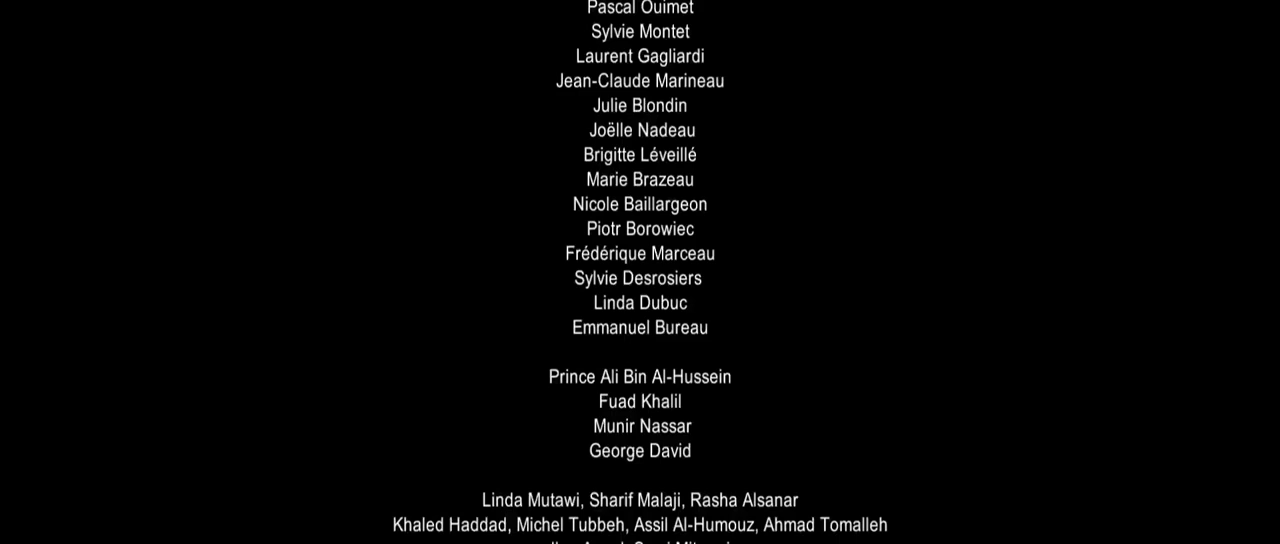 Pascal Ouimet
Sylvie Montet
Laurent Gagliardi
Jean-Claude Marineau
Julie Blondin
Joëlle Nadeau
Brigitte Léveillé
Marie Brazeau
Nicole Baillargeon
Piotr Borowiec
Frédérique Marceau
Sylvie Desrosiers
Linda Dubuc
Emmanuel Bureau
Prince Ali Bin Al-Hussein
Fuad Khalil
Munir Nassar
George David
Linda Mutawi, Sharif Malaji, Rasha Alsanar
Khaled Haddad, Michel Tubbeh, Assil Al-Humouz, Ahmad Tomalleh